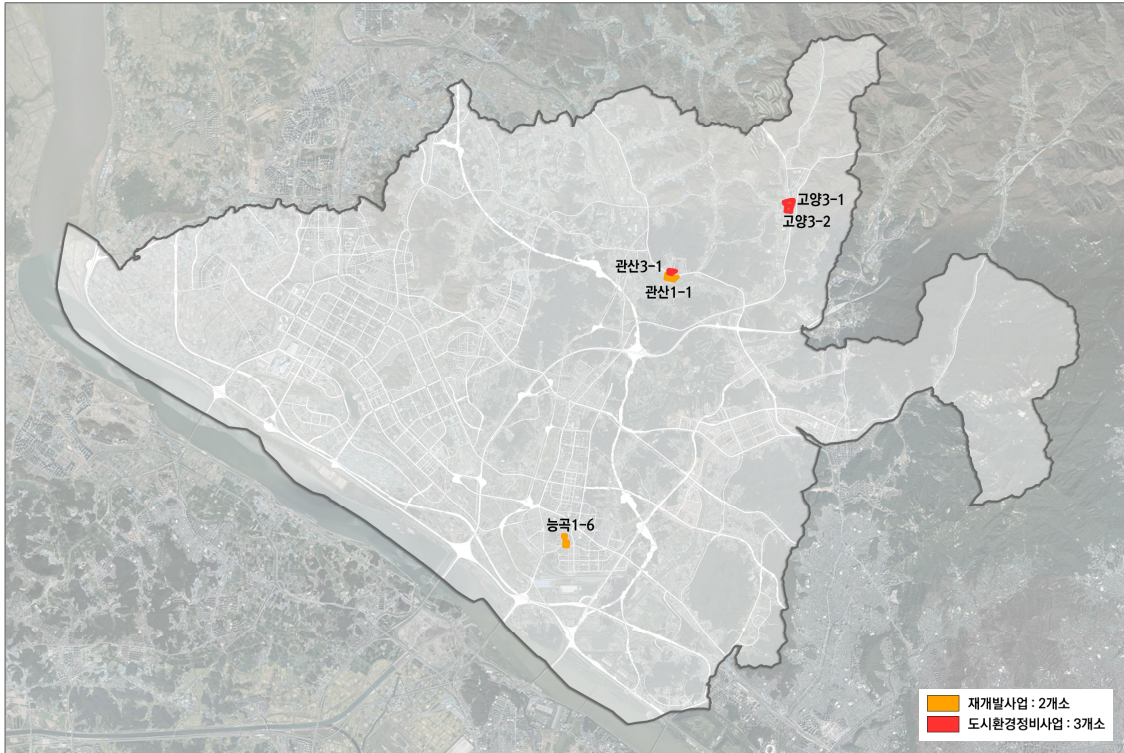 고양3-1
고양3-2
관산3-1
관산1-1
능곡1-6
재개발사업 : 2개소
도시환경정비사업 : 3개소